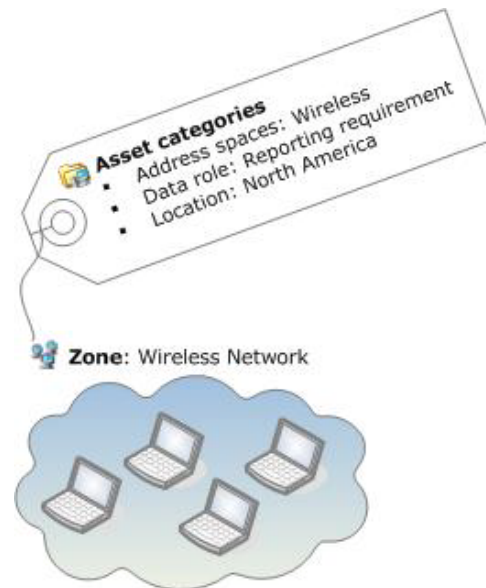 Asset categories
▪ Address spaces: Wireless
▪ Data role: Reporting requirement
▪ Location: North America
Zone: Wireless Network